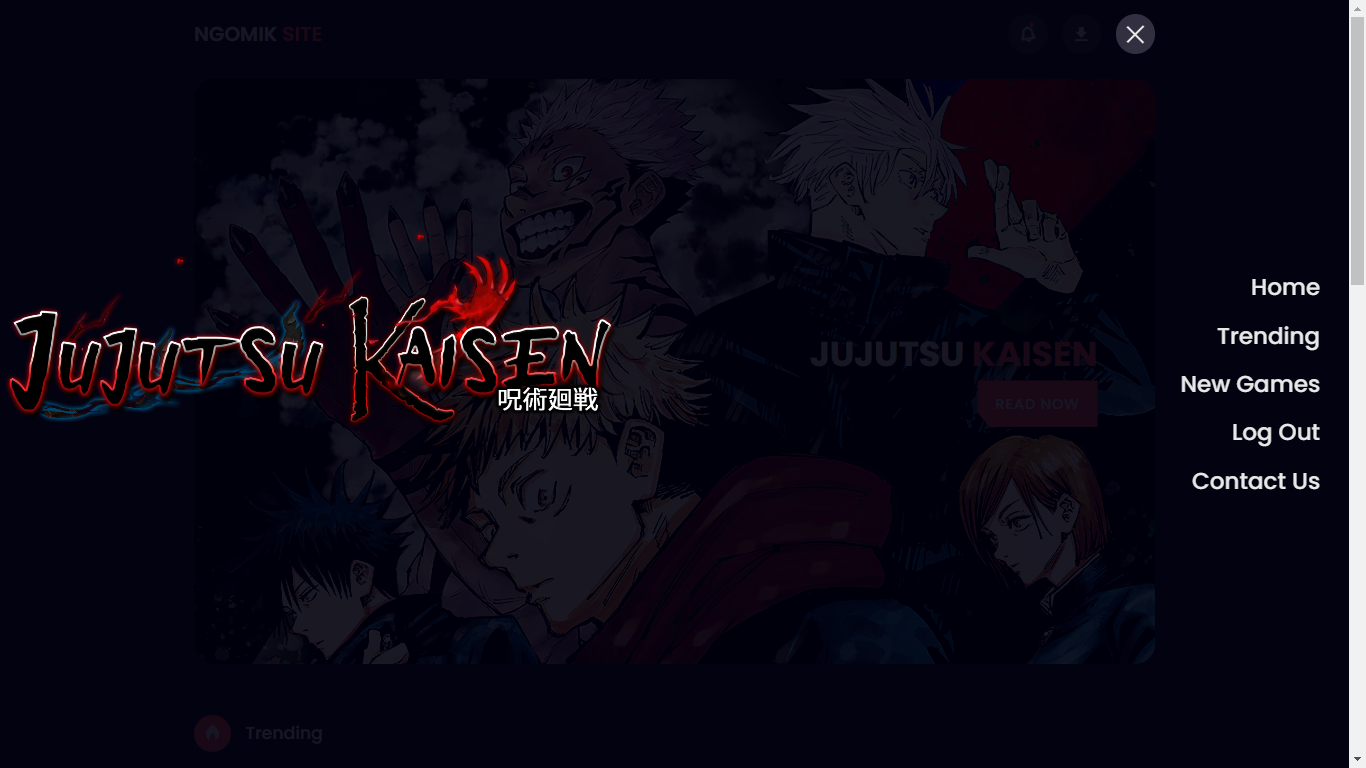 NGOMIK SITE
JUJUTSU KAISEN
呪術廻戦
JUJUTSU KAISEN
READ NOW
Home
Trending
New Games
Log Out
Contact Us
Trending